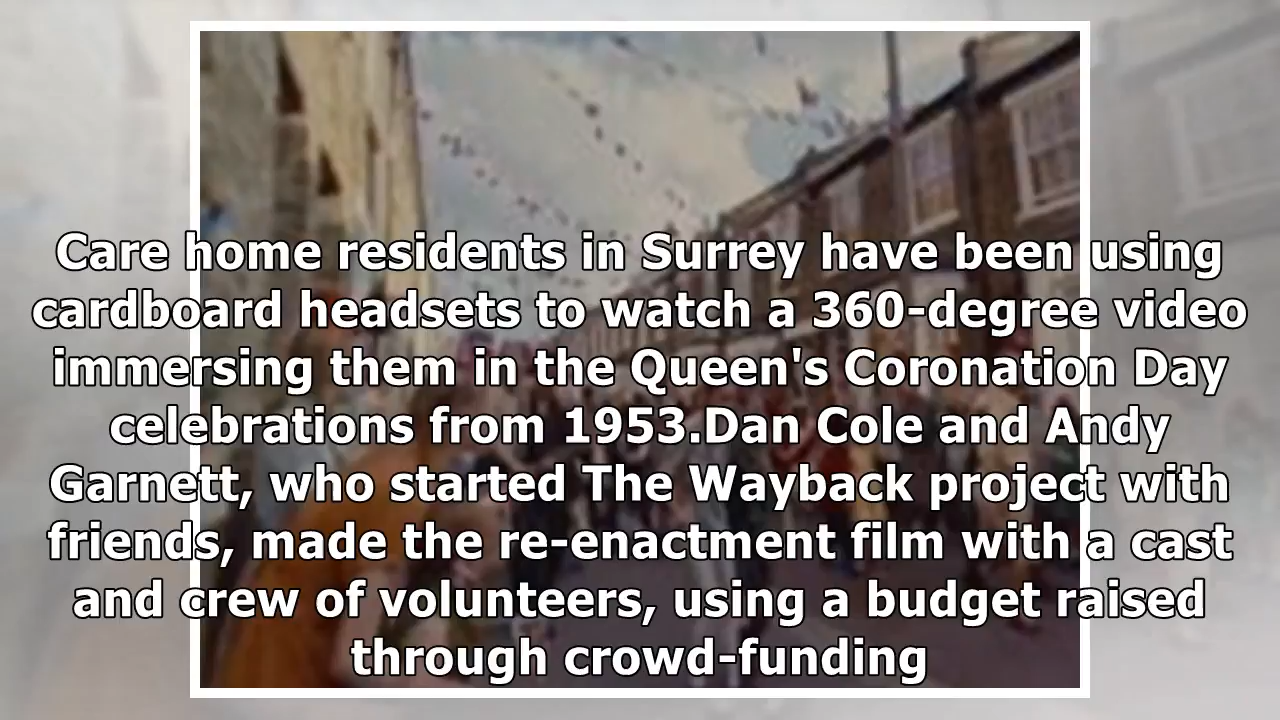 Care home residents in Surrey have been using
cardboard headsets to watch a 360-degree video
immersing them in the Queen's Coronation Day
celebrations from 1953.Dan Cole and Andy
Garnett, who started The Wayback project with
friends, made the re-enactment film with a cast
and crew of volunteers, using a budget raised
through crowd-funding